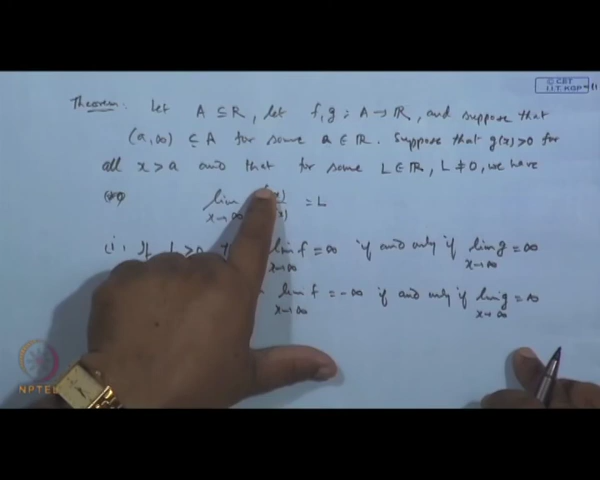 © CET
I.I.T. KGP
Theorem: Let A ⊆ R, let f, g : A → R, and suppose that
(a, ∞) ⊆ A for some a ∈ R. Suppose that g(x) > 0 for
all x > a and that for some L ∈ R, L ≠ 0, we have
lim x→∞ = L
(i) If L > lim f = ∞ x→∞ if and only if lim g = ∞ x→∞
lim f = -∞ x→∞ if and only if lim g = ∞ x→∞
NPTEL